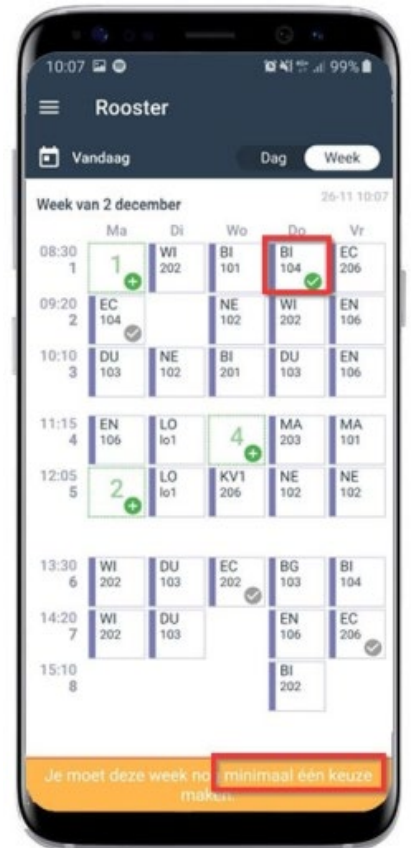 10:07 99%
Rooster
Vandaag Dag Week
Week van 2 december 26-11 10:07
Ma Di Wo Do Vr
08:30 1 WI BI BI EC
1 202 101 104 206
09:20 EC NE WI EN
2 104 102 202 106
10:10 DU NE BI DU EN
3 103 102 201 103 106
11:15 EN LO 4 MA MA
4 106 lo1 203 101
12:05 2 LO KV1 NE NE
5 lo1 206 102 102
13:30 WI DU EC BG BI
6 202 103 202 103 104
14:20 WI DU EN EC
7 202 103 106 206
15:10 BI
8 202
Je moet deze week nog minimaal één keuze
maken.